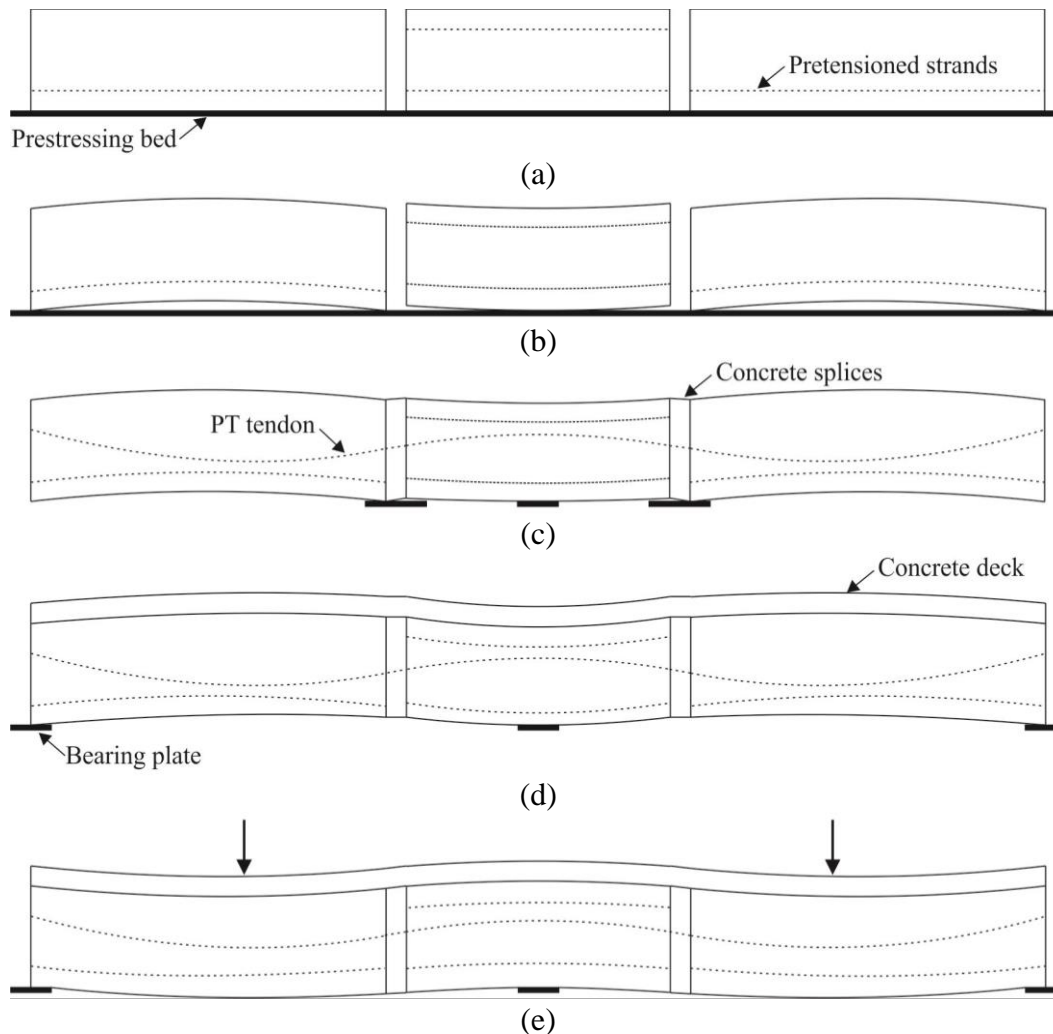 Pretensioned strands
Prestressing bed
(a)
(b)
Concrete splices
PT tendon
(c)
Concrete deck
Bearing plate
(d)
(e)